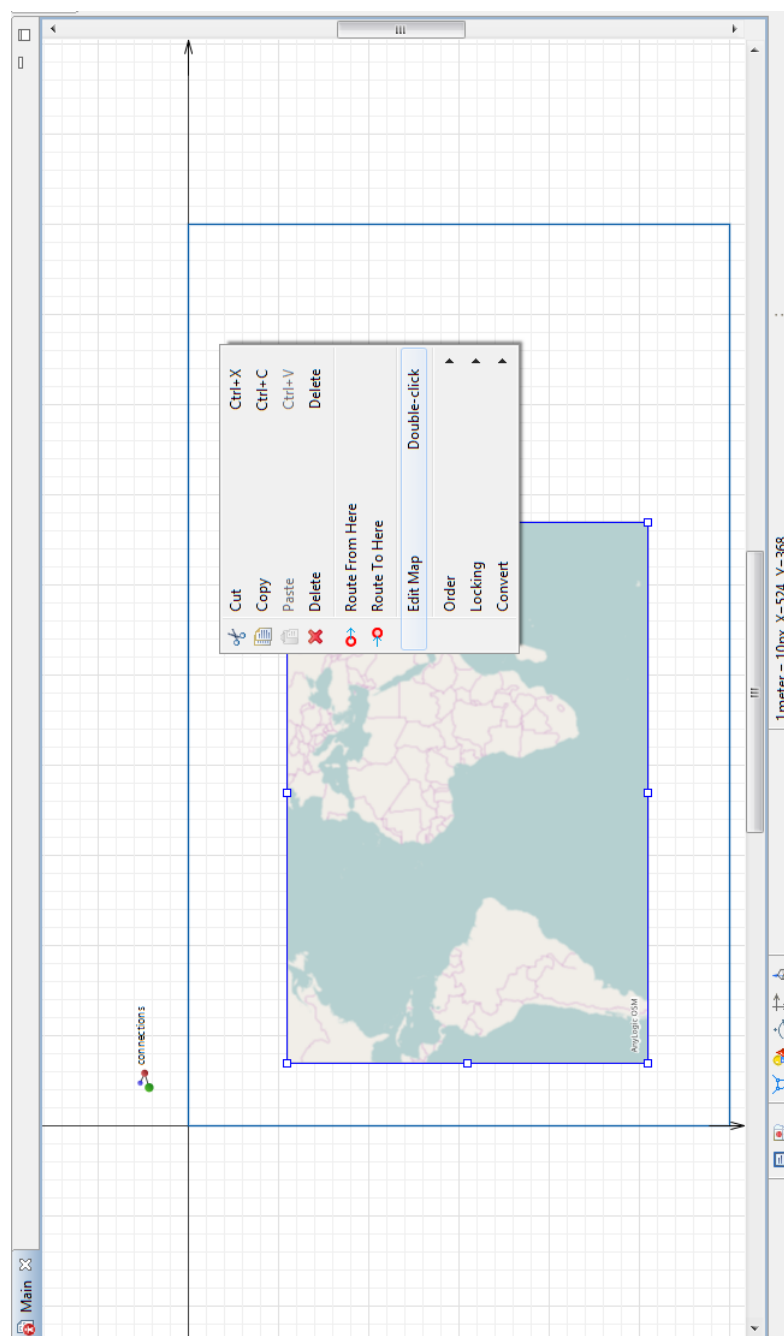 Main
connections
Cut Ctrl+X
Copy Ctrl+C
Paste Ctrl+V
Delete Delete
Route From Here
Route To Here
Edit Map Double-click
Order
Locking
Convert
AnyLogic OSM
1 meter = 10px X=524, Y=368